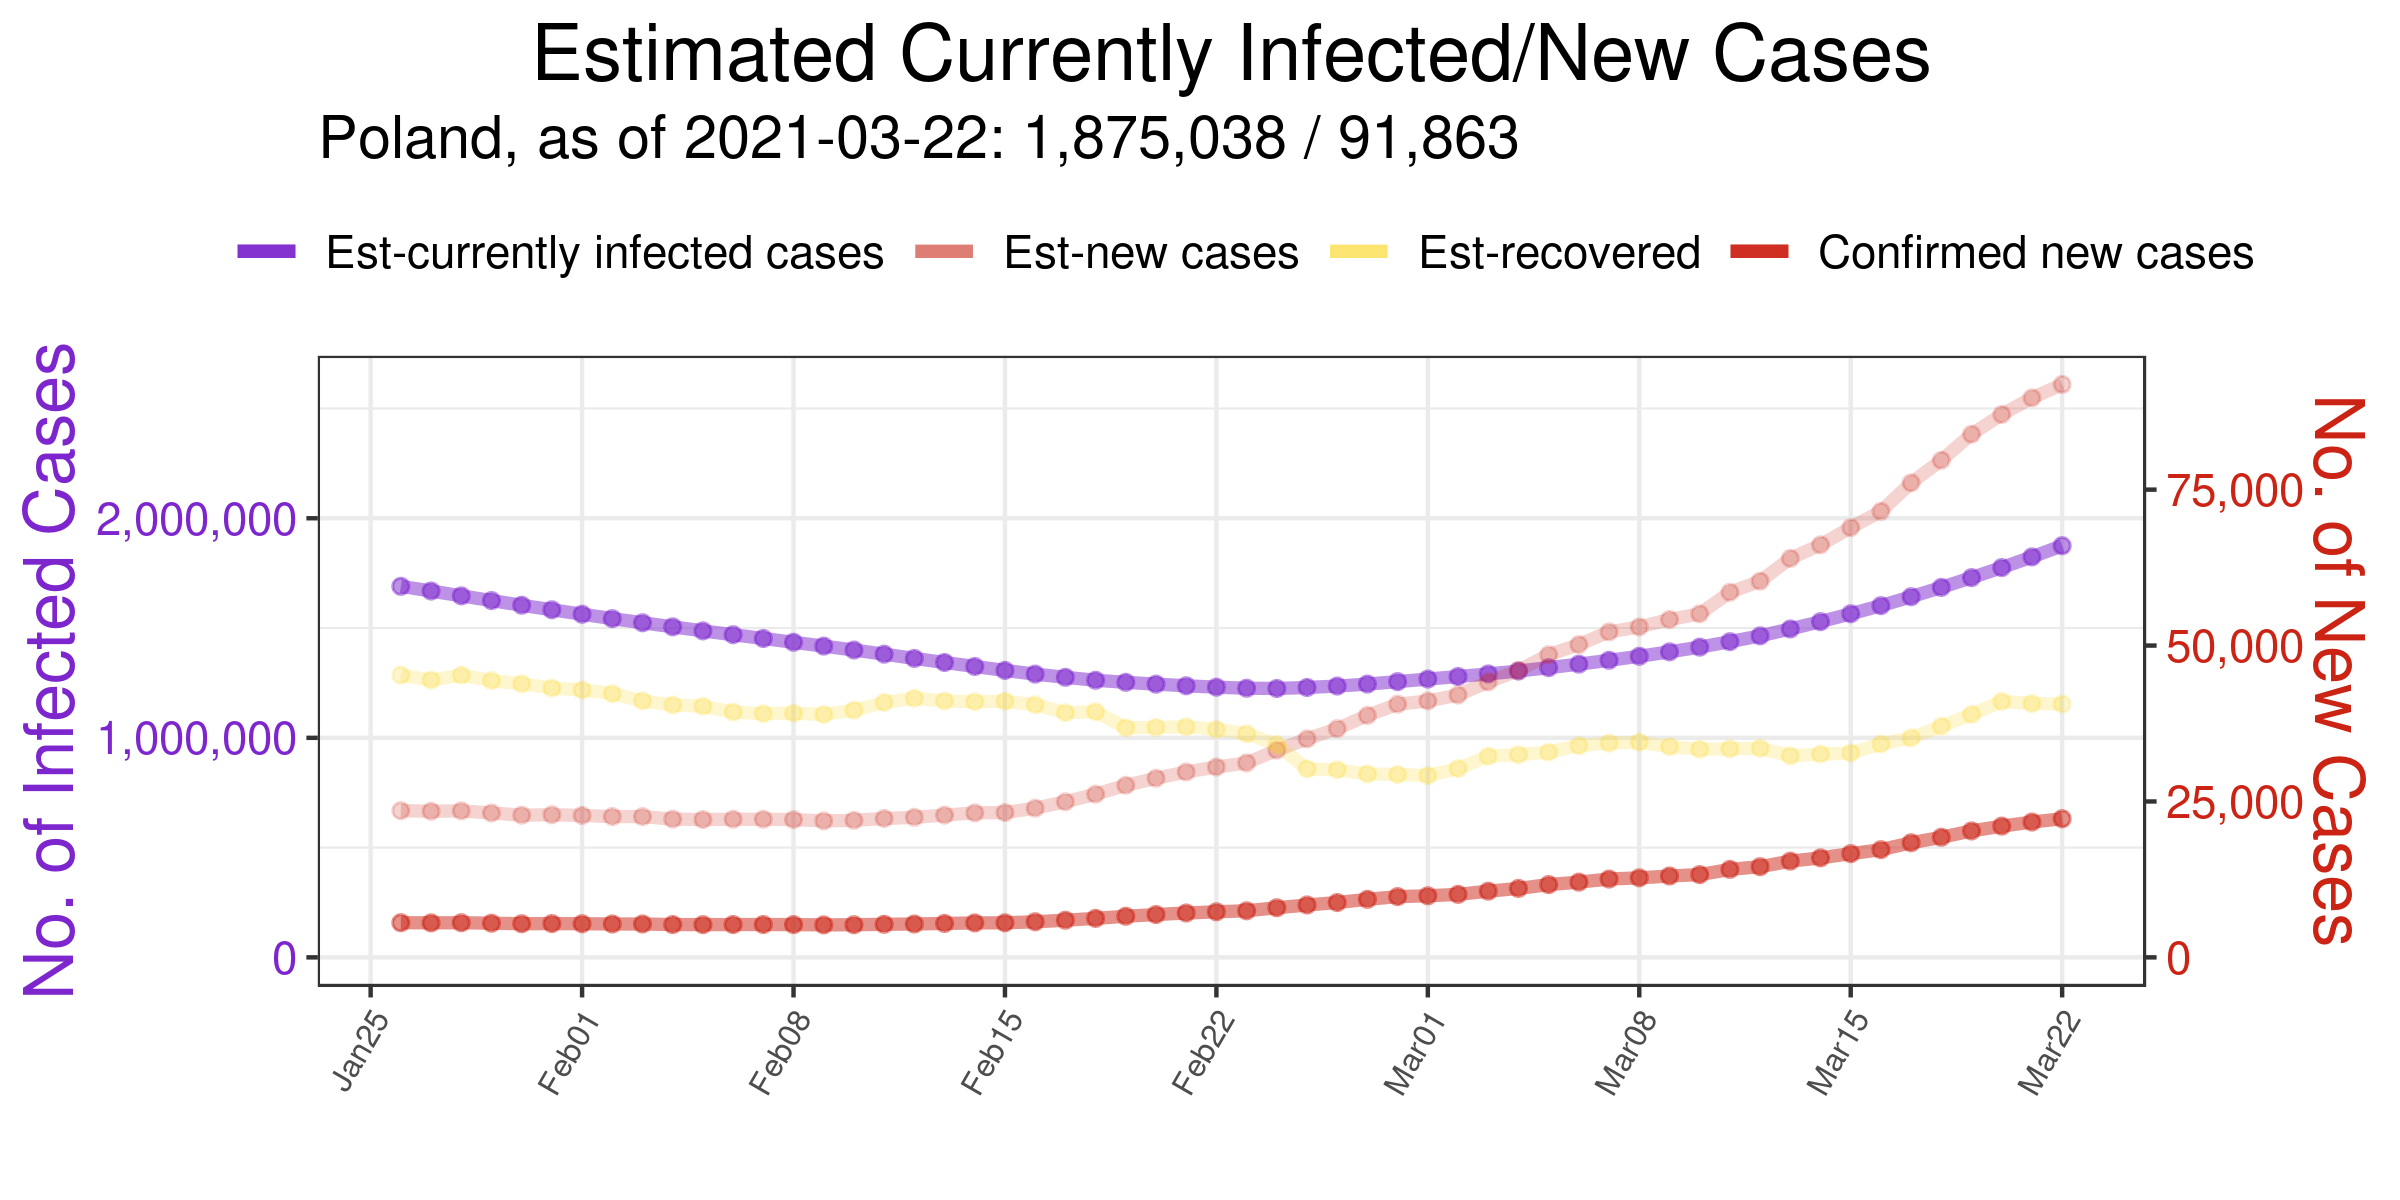 Estimated Currently Infected/New Cases
Poland, as of 2021-03-22: 1,875,038 / 91,863
Est-currently infected cases Est-new cases Est-recovered Confirmed new cases
No. of Infected Cases
2,000,000
1,000,000
0
75,000
50,000
25,000
0
No. of New Cases
Jan25 Feb01 Feb08 Feb15 Feb22 Mar01 Mar08 Mar15 Mar22